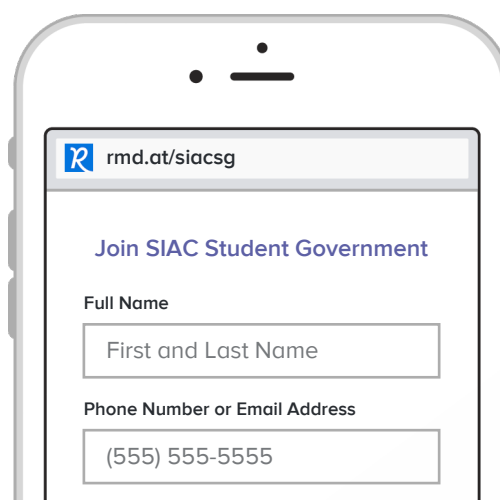 rmd.at/siacsg
Join SIAC Student Government
Full Name
First and Last Name
Phone Number or Email Address
(555) 555-5555